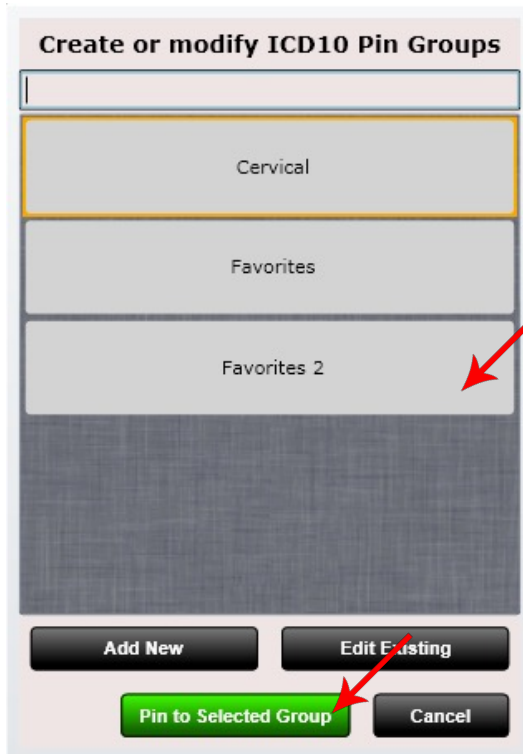 Create or modify ICD10 Pin Groups
Cervical
Favorites
Favorites 2
Add New Edit Existing
Pin to Selected Group Cancel